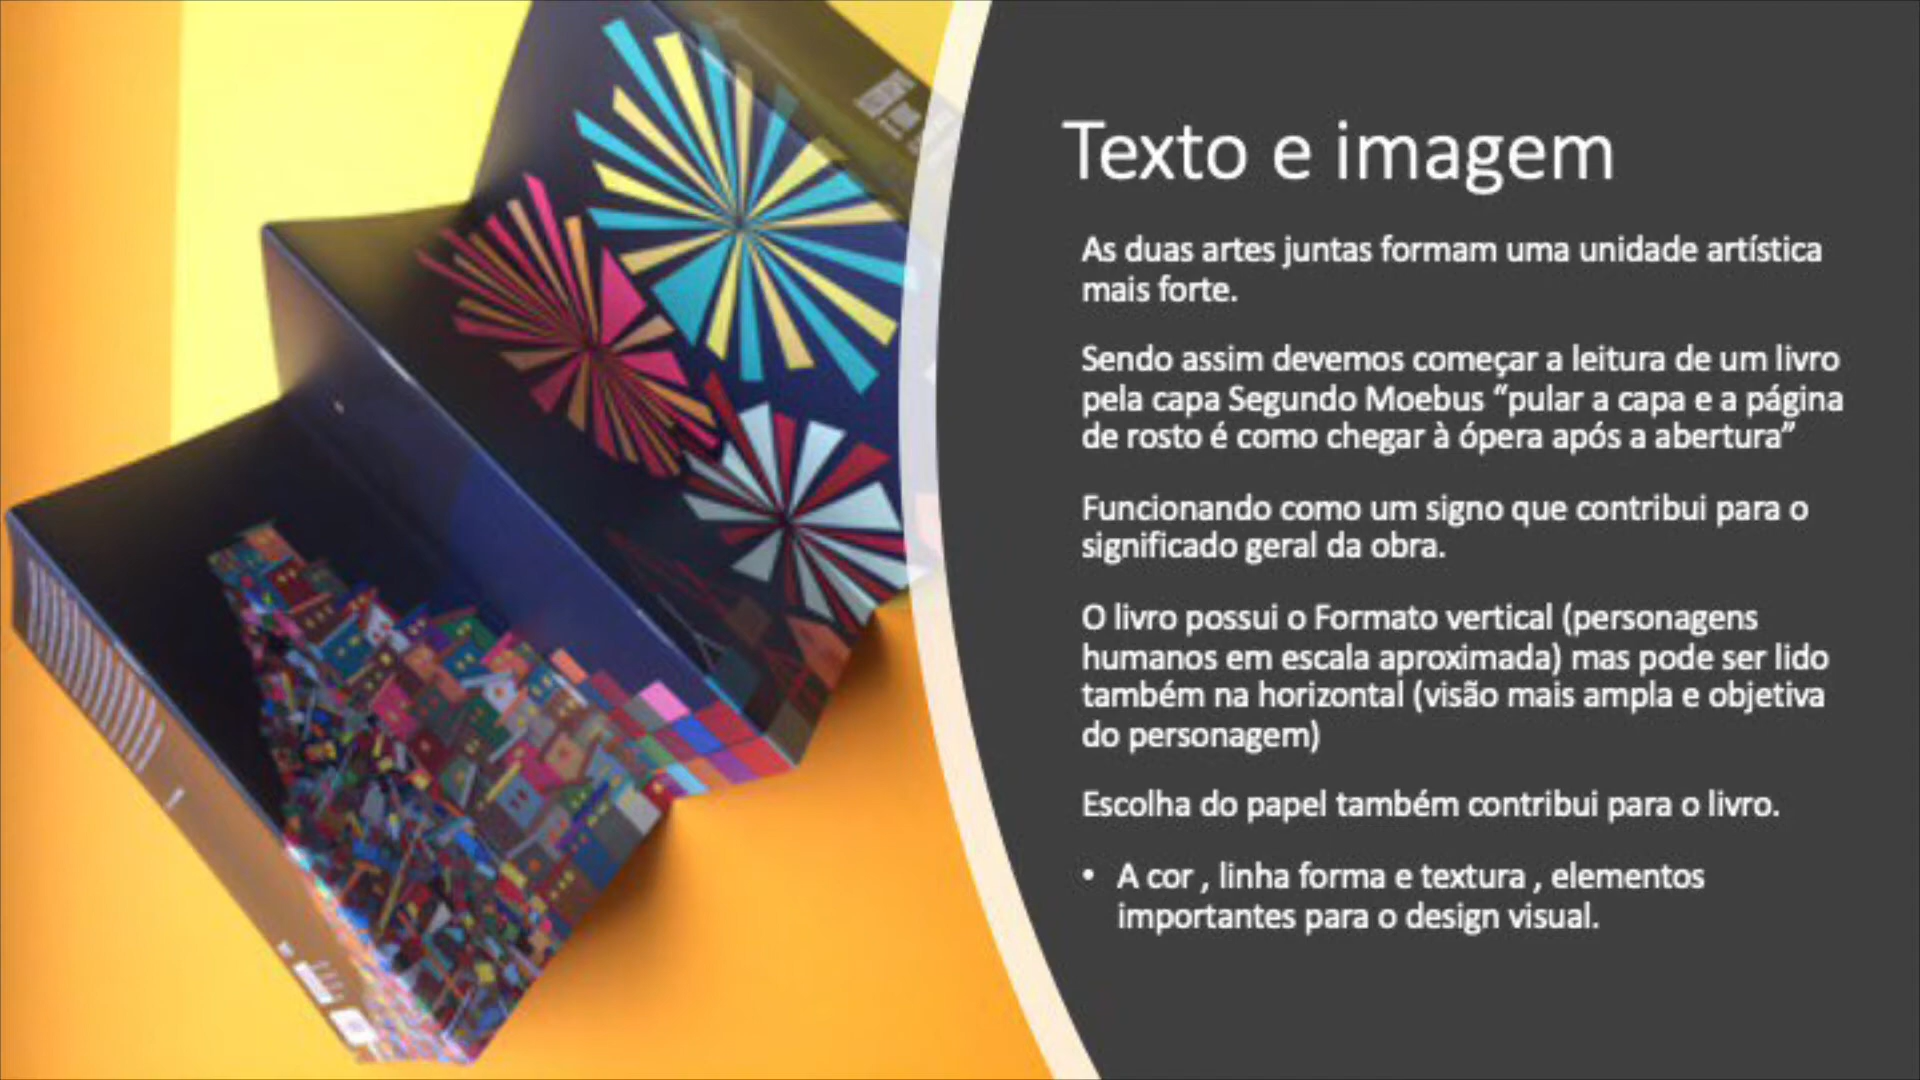 Texto e imagem
As duas artes juntas formam uma unidade artística
mais forte.
Sendo assim devemos começar a leitura de um livro
pela capa Segundo Moebus “pular a capa e a página
de rosto é como chegar à ópera após a abertura”
Funcionando como um signo que contribui para o
significado geral da obra.
O livro possui o Formato vertical (personagens
humanos em escala aproximada) mas pode ser lido
também na horizontal (visão mais ampla e objetiva
do personagem)
Escolha do papel também contribui para o livro.
• A cor , linha forma e textura , elementos
importantes para o design visual.